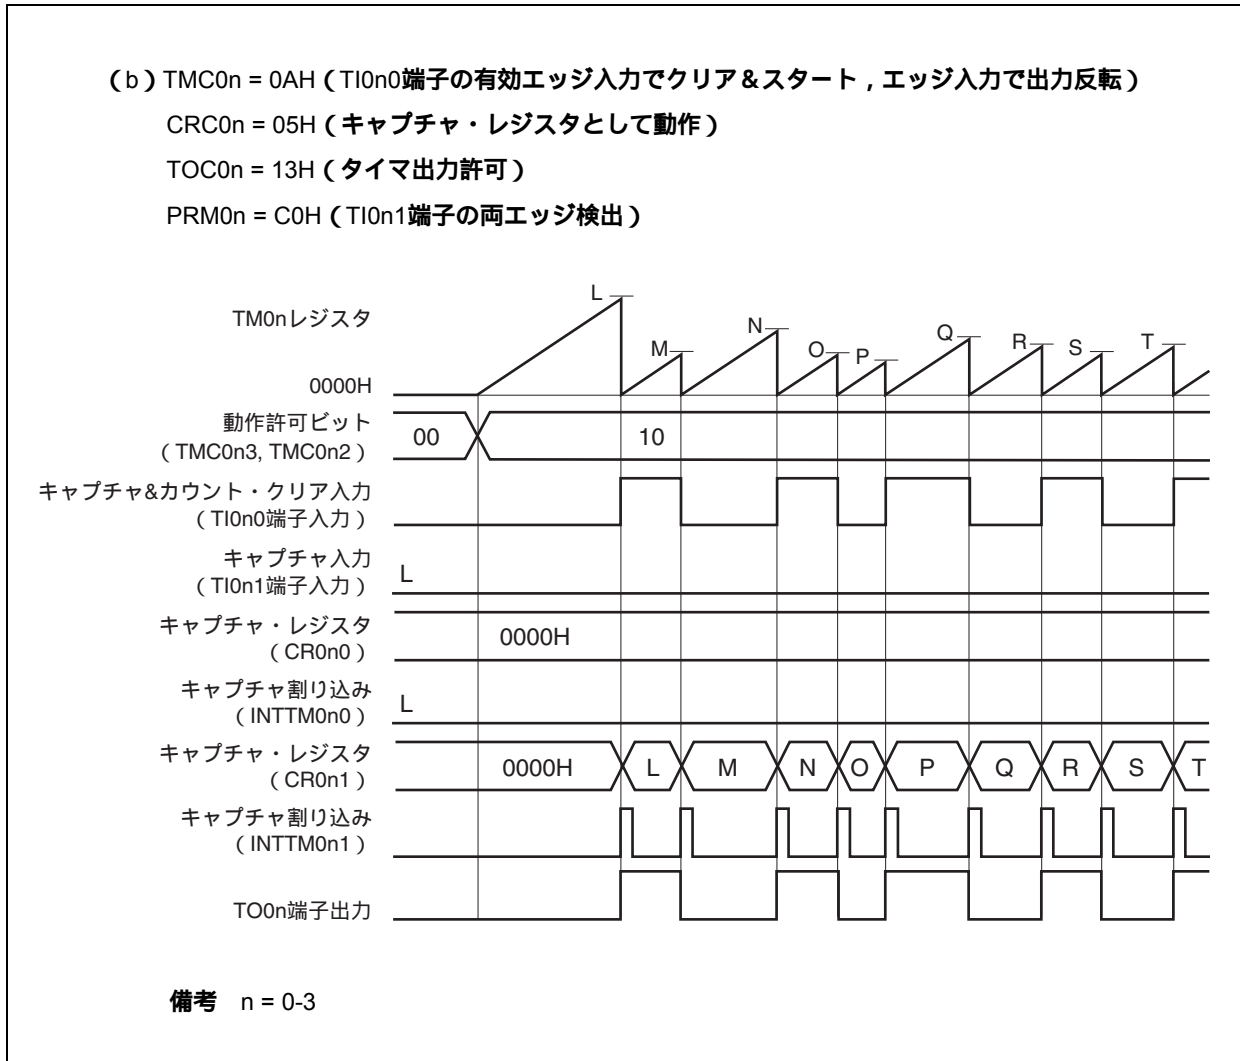 （b）TMC0n = 0AH（TI0n0端子の有効エッジ入力でクリア＆スタート，エッジ入力で出力反転）
CRC0n = 05H（キャプチャ・レジスタとして動作）
TOC0n = 13H（タイマ出力許可）
PRM0n = C0H（TI0n1端子の両エッジ検出）
TM0nレジスタ
L M N O P Q R S T
0000H
動作許可ビット
（TMC0n3, TMC0n2）
00 10
キャプチャ&カウント・クリア入力
（TI0n0端子入力）
キャプチャ入力
（TI0n1端子入力）
L
キャプチャ・レジスタ
（CR0n0）
0000H
キャプチャ割り込み
（INTTM0n0）
L
キャプチャ・レジスタ
（CR0n1）
0000H L M N O P Q R S T
キャプチャ割り込み
（INTTM0n1）
TO0n端子出力
備考 n = 0-3